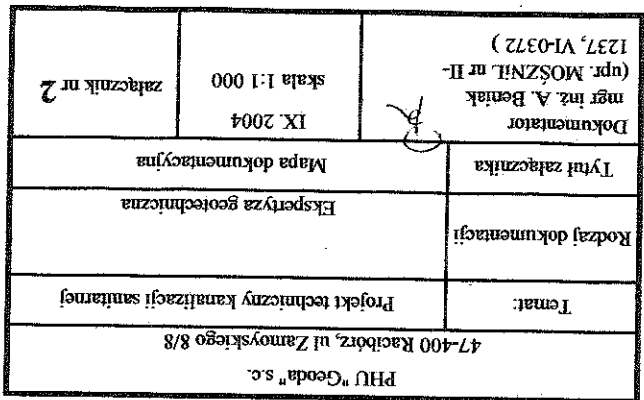 PHU "Geoda" s.c.
47-400 Racibórz, ul Zamoyskiego 8/8
Temat:
Projekt techniczny kanalizacji sanitarnej
Rodzaj dokumentacji
Ekspertyza geotechniczna
Tytuł załącznika
Mapa dokumentacyjna
Dokumentator
mgr inż. A. Beniak
(upr. MOŚZNiL nr II-
1237, VI-0372 )
IX. 2004
skala 1:1 000
załącznik nr 2